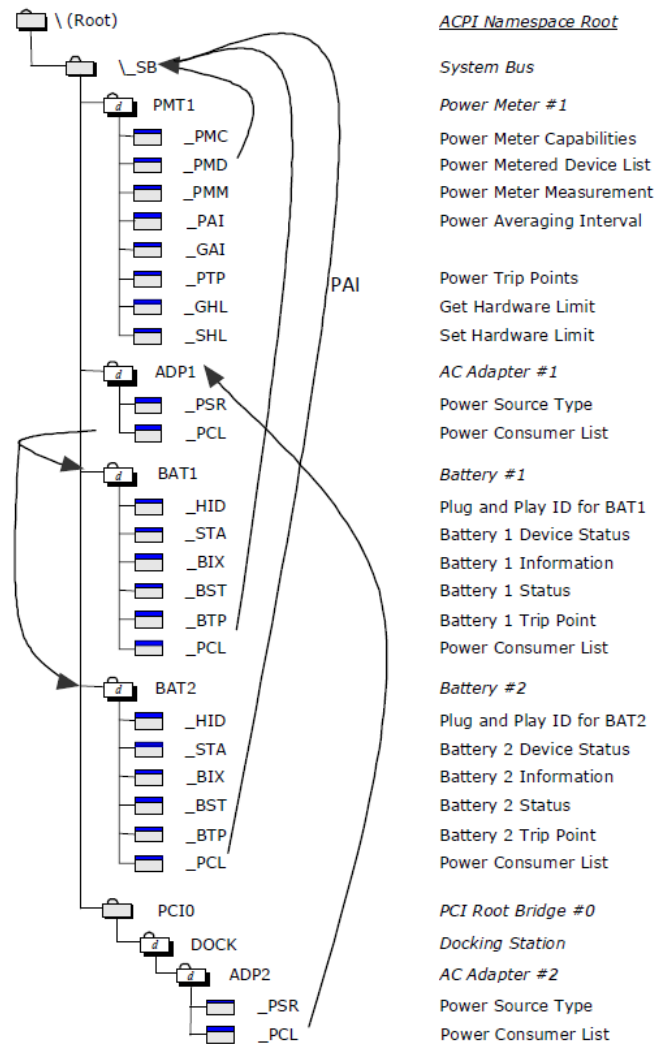 \ (Root) ACPI Namespace Root
\_SB System Bus
d PMT1 Power Meter #1
_PMC Power Meter Capabilities
_PMD Power Metered Device List
_PMM Power Meter Measurement
_PAI Power Averaging Interval
_GAI
_PTP Power Trip Points
PAI
_GHL Get Hardware Limit
_SHL Set Hardware Limit
d ADP1 AC Adapter #1
_PSR Power Source Type
_PCL Power Consumer List
d BAT1 Battery #1
_HID Plug and Play ID for BAT1
_STA Battery 1 Device Status
_BIX Battery 1 Information
_BST Battery 1 Status
_BTP Battery 1 Trip Point
_PCL Power Consumer List
d BAT2 Battery #2
_HID Plug and Play ID for BAT2
_STA Battery 2 Device Status
_BIX Battery 2 Information
_BST Battery 2 Status
_BTP Battery 2 Trip Point
_PCL Power Consumer List
PCI0 PCI Root Bridge #0
d DOCK Docking Station
d ADP2 AC Adapter #2
_PSR Power Source Type
_PCL Power Consumer List